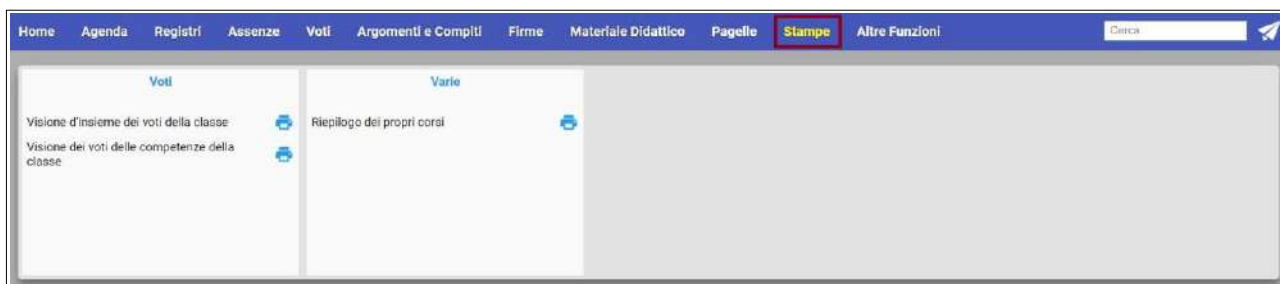 Home Agenda Registri Assenze Voti Argomenti e Compiti Firme Materiale Didattico Pagelle Stampe Altre Funzioni Cerca
Voti Varie
Visione d'insieme dei voti della classe Riepilogo dei propri corsi
Visione dei voti delle competenze della
classe